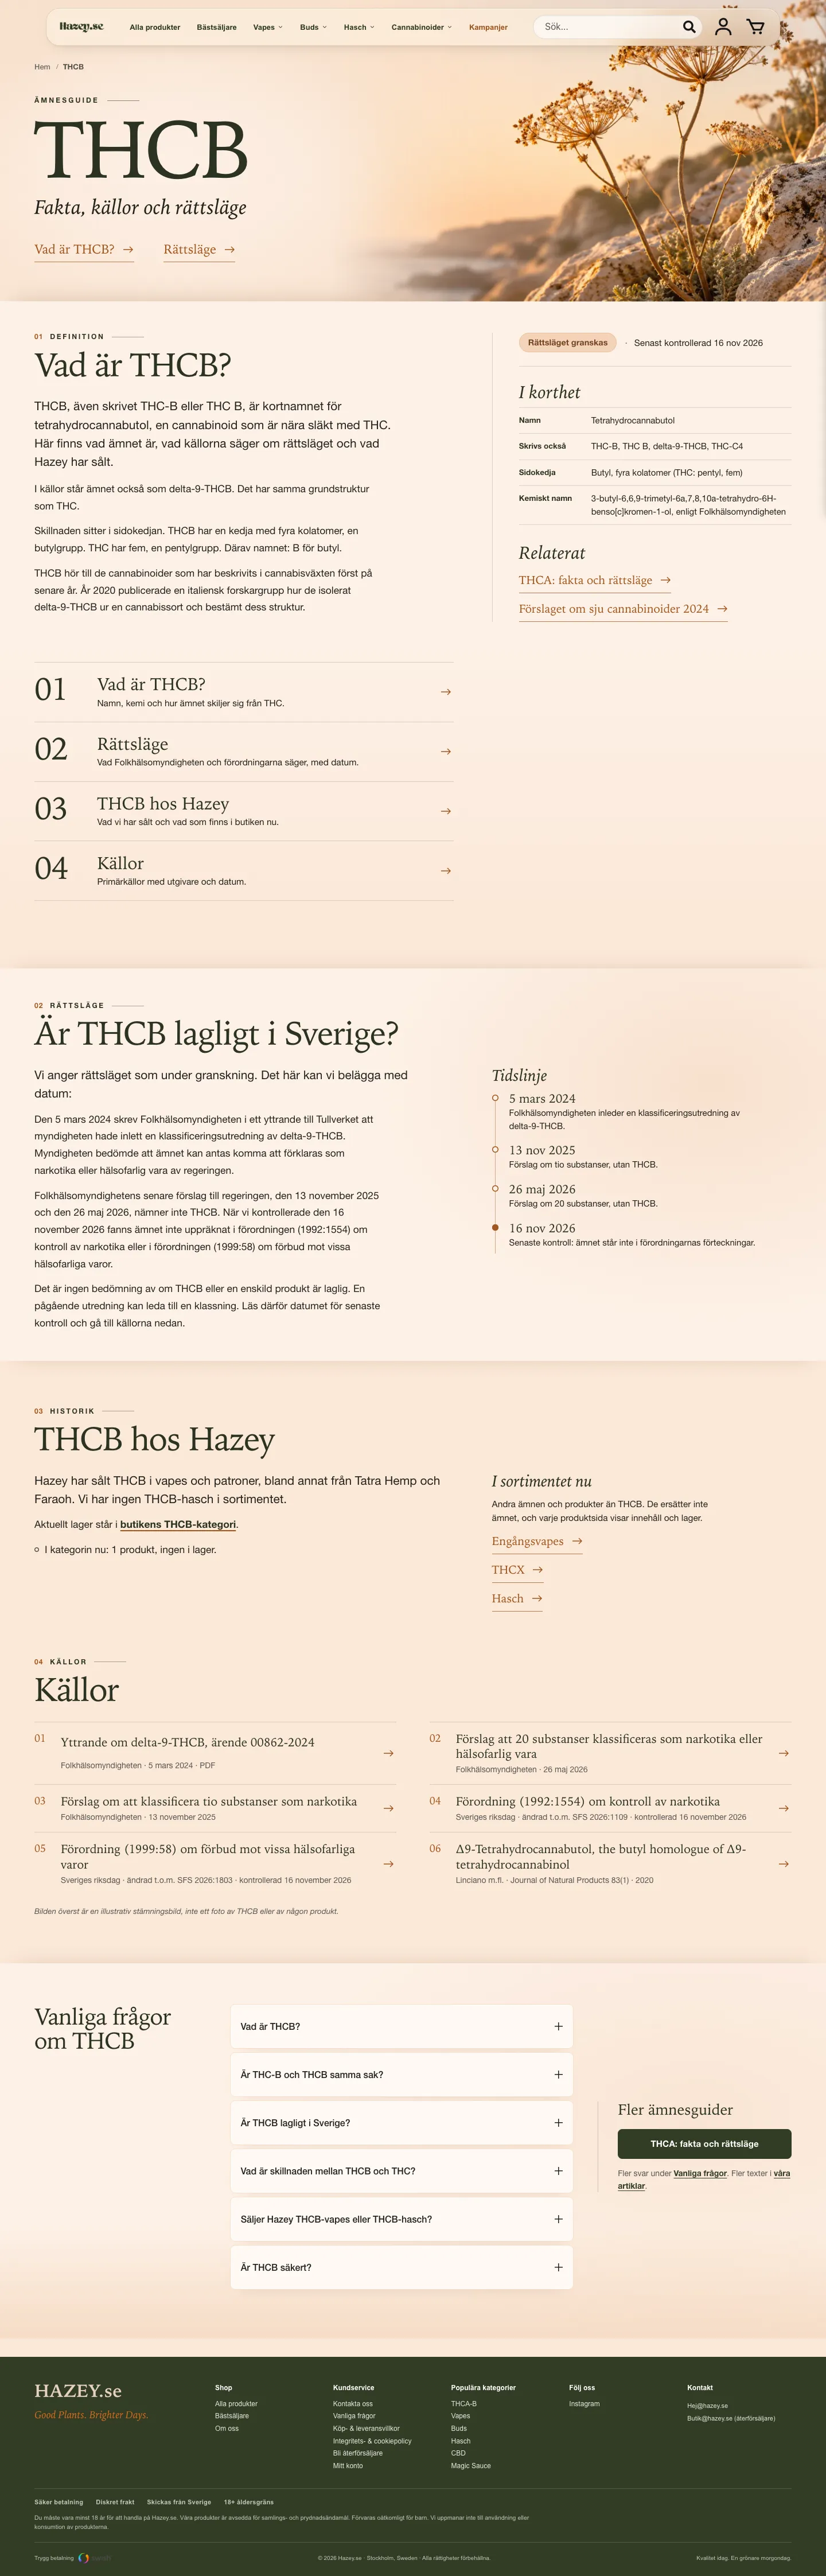 Hazey.se
Alla produkter
Bästsäljare
Vapes
Buds
Hasch
Cannabinoider
Kampanjer
Sök...
Hem / THCB
ÄMNESGUIDE
THCB
Fakta, källor och rättsläge
Vad är THCB? →
Rättsläge →
01 DEFINITION
Vad är THCB?
THCB, även skrivet THC-B eller THC B, är kortnamnet för
tetrahydrocannabutol, en cannabinoid som är nära släkt med THC.
Här finns vad ämnet är, vad källorna säger om rättsläget och vad
Hazey har sålt.
I källor står ämnet också som delta-9-THCB. Det har samma grundstruktur
som THC.
Skillnaden sitter i sidokedjan. THCB har en kedja med fyra kolatomer, en
butylgrupp. THC har fem, en pentylgrupp. Därav namnet: B för butyl.
THCB hör till de cannabinoider som har beskrivits i cannabisväxten först på
senare år. År 2020 publicerade en italiensk forskargrupp hur de isolerat
delta-9-THCB ur en cannabissort och bestämt dess struktur.
Rättsläget granskas
· Senast kontrollerad 16 nov 2026
I korthet
Namn Tetrahydrocannabutol
Skrivs också THC-B, THC B, delta-9-THCB, THC-C4
Sidokedja Butyl, fyra kolatomer (THC: pentyl, fem)
Kemiskt namn 3-butyl-6,6,9-trimetyl-6a,7,8,10a-tetrahydro-6H-
benso[c]kromen-1-ol, enligt Folkhälsomyndigheten
Relaterat
THCA: fakta och rättsläge →
Förslaget om sju cannabinoider 2024 →
01 Vad är THCB? →
Namn, kemi och hur ämnet skiljer sig från THC.
02 Rättsläge →
Vad Folkhälsomyndigheten och förordningarna säger, med datum.
03 THCB hos Hazey →
Vad vi har sålt och vad som finns i butiken nu.
04 Källor →
Primärkällor med utgivare och datum.
02 RÄTTSLÄGE
Är THCB lagligt i Sverige?
Vi anger rättsläget som under granskning. Det här kan vi belägga med
datum:
Den 5 mars 2024 skrev Folkhälsomyndigheten i ett yttrande till Tullverket att
myndigheten hade inlett en klassificeringsutredning av delta-9-THCB.
Myndigheten bedömde att ämnet kan antas komma att förklaras som
narkotika eller hälsofarlig vara av regeringen.
Folkhälsomyndighetens senare förslag till regeringen, den 13 november 2025
och den 26 maj 2026, nämner inte THCB. När vi kontrollerade den 16
november 2026 fanns ämnet inte uppräknat i förordningen (1992:1554) om
kontroll av narkotika eller i förordningen (1999:58) om förbud mot vissa
hälsofarliga varor.
Det är ingen bedömning av om THCB eller en enskild produkt är laglig. En
pågående utredning kan leda till en klassning. Läs därför datumet för senaste
kontroll och gå till källorna nedan.
Tidslinje
5 mars 2024
Folkhälsomyndigheten inleder en klassificeringsutredning av
delta-9-THCB.
13 nov 2025
Förslag om tio substanser, utan THCB.
26 maj 2026
Förslag om 20 substanser, utan THCB.
16 nov 2026
Senaste kontroll: ämnet står inte i förordningarnas förteckningar.
03 HISTORIK
THCB hos Hazey
Hazey har sålt THCB i vapes och patroner, bland annat från Tatra Hemp och
Faraoh. Vi har ingen THCB-hasch i sortimentet.
Aktuellt lager står i butikens THCB-kategori.
I kategorin nu: 1 produkt, ingen i lager.
I sortimentet nu
Andra ämnen och produkter än THCB. De ersätter inte
ämnet, och varje produktsida visar innehåll och lager.
Engångsvapes →
THCX →
Hasch →
04 KÄLLOR
Källor
01 Yttrande om delta-9-THCB, ärende 00862-2024 →
Folkhälsomyndigheten · 5 mars 2024 · PDF
02 Förslag att 20 substanser klassificeras som narkotika eller
hälsofarlig vara →
Folkhälsomyndigheten · 26 maj 2026
03 Förslag om att klassificera tio substanser som narkotika →
Folkhälsomyndigheten · 13 november 2025
04 Förordning (1992:1554) om kontroll av narkotika →
Sveriges riksdag · ändrad t.o.m. SFS 2026:1109 · kontrollerad 16 november 2026
05 Förordning (1999:58) om förbud mot vissa hälsofarliga
varor →
Sveriges riksdag · ändrad t.o.m. SFS 2026:1803 · kontrollerad 16 november 2026
06 Δ9-Tetrahydrocannabutol, the butyl homologue of Δ9-
tetrahydrocannabinol →
Linciano m.fl. · Journal of Natural Products 83(1) · 2020
Bilden överst är en illustrativ stämningsbild, inte ett foto av THCB eller av någon produkt.
Vanliga frågor
om THCB
Vad är THCB? +
Är THC-B och THCB samma sak? +
Är THCB lagligt i Sverige? +
Vad är skillnaden mellan THCB och THC? +
Säljer Hazey THCB-vapes eller THCB-hasch? +
Är THCB säkert? +
Fler ämnesguider
THCA: fakta och rättsläge
Fler svar under Vanliga frågor. Fler texter i våra
artiklar.
HAZEY.se
Good Plants. Brighter Days.
Shop
Alla produkter
Bästsäljare
Om oss
Kundservice
Kontakta oss
Vanliga frågor
Köp- & leveransvillkor
Integritets- & cookiepolicy
Bli återförsäljare
Mitt konto
Populära kategorier
THCA-B
Vapes
Buds
Hasch
CBD
Magic Sauce
Följ oss
Instagram
Kontakt
Hej@hazey.se
Butik@hazey.se (återförsäljare)
Säker betalning
Diskret frakt
Skickas från Sverige
18+ åldersgräns
Du måste vara minst 18 år för att handla på Hazey.se. Våra produkter är avsedda för samlings- och prydnadsändamål. Förvaras oåtkomligt för barn. Vi uppmanar inte till användning eller
konsumtion av produkterna.
Trygg betalning
© 2026 Hazey.se · Stockholm, Sweden · Alla rättigheter förbehållna.
Kvalitet idag. En grönare morgondag.